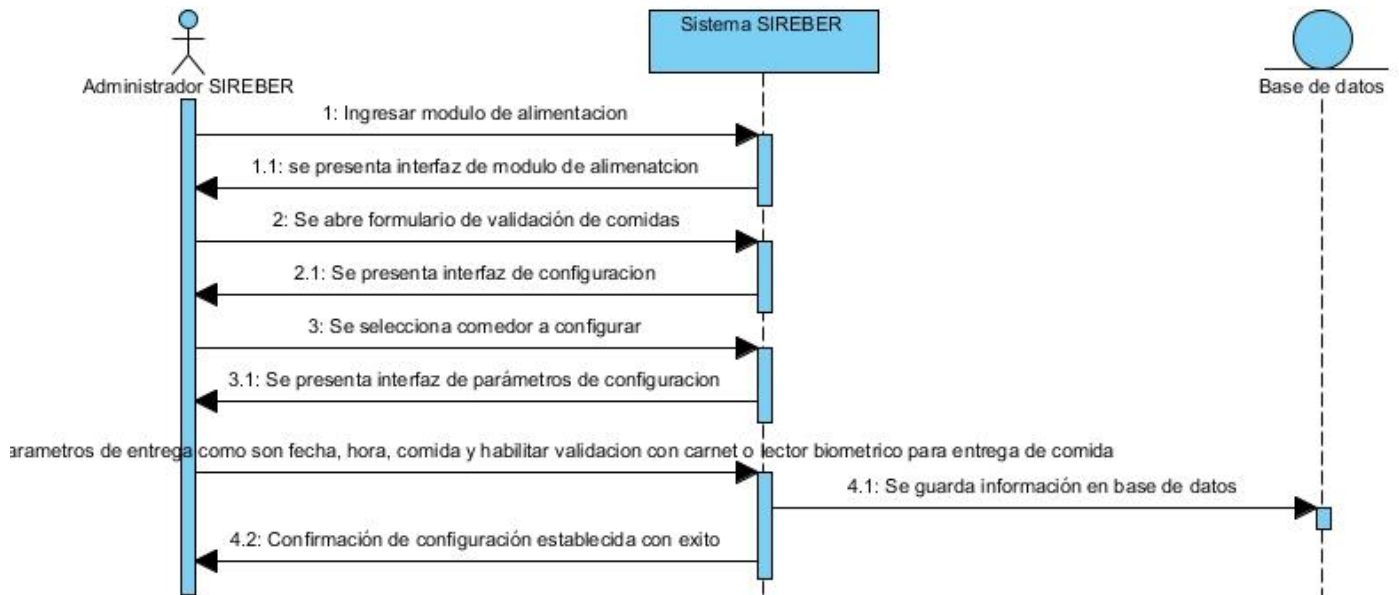 Sistema SIREBER
Administrador SIREBER
Base de datos
1: Ingresar modulo de alimentacion
1.1: se presenta interfaz de modulo de alimenatcion
2: Se abre formulario de validación de comidas
2.1: Se presenta interfaz de configuracion
3: Se selecciona comedor a configurar
3.1: Se presenta interfaz de parámetros de configuracion
arametros de entrega como son fecha, hora, comida y habilitar validacion con carnet o lector biometrico para entrega de comida
4.1: Se guarda información en base de datos
4.2: Confirmación de configuración establecida con exito